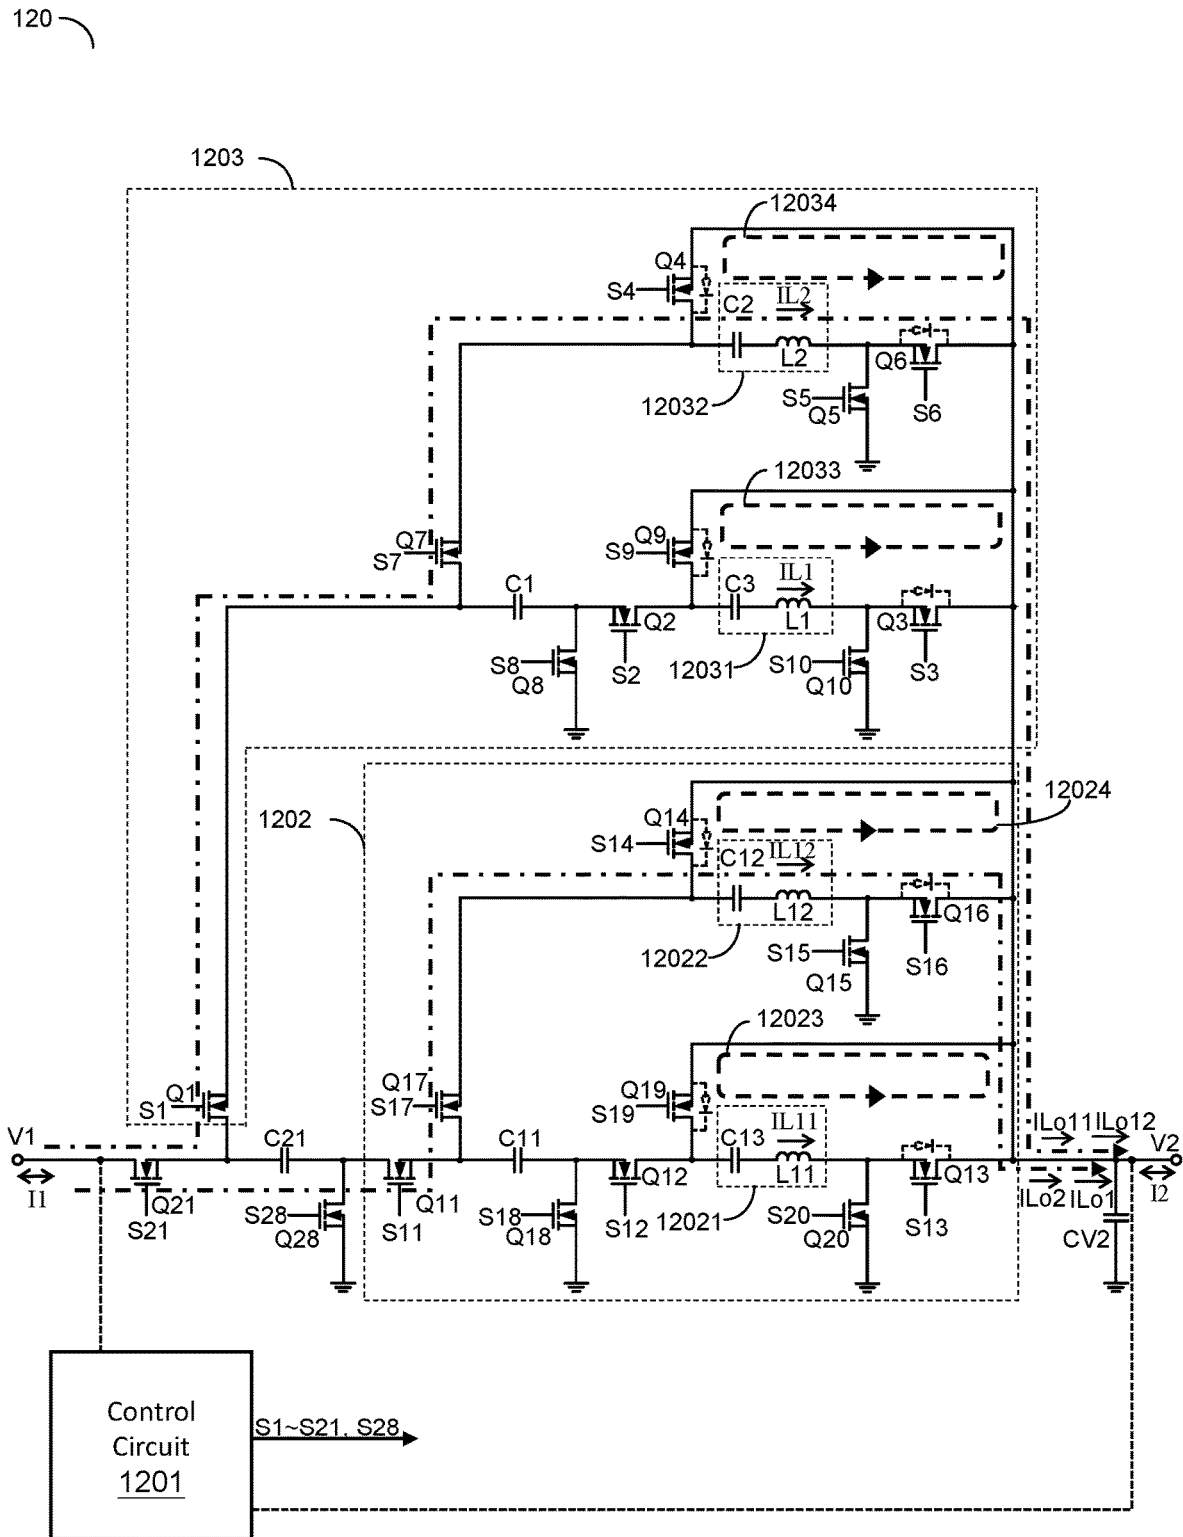 120
1203
12034
Q4
S4
C2
IL2
L2
Q6
S5
Q5
S6
12032
12033
Q7
S7
Q9
S9
C1
C3
IL1
L1
Q2
Q3
S8
Q8
S2
12031
S10
Q10
S3
1202
12024
Q14
S14
C12
IL12
L12
Q16
S15
Q15
S16
12022
12023
Q1
S1
Q17
S17
Q19
S19
C21
C11
C13
IL11
L11
V1
I1
Q21
S21
S28
Q28
Q11
S11
S18
Q18
Q12
S12
12021
S20
Q20
Q13
S13
ILo11
ILo12
V2
ILo2
ILo1
I2
CV2
Control
Circuit
1201
S1~S21, S28